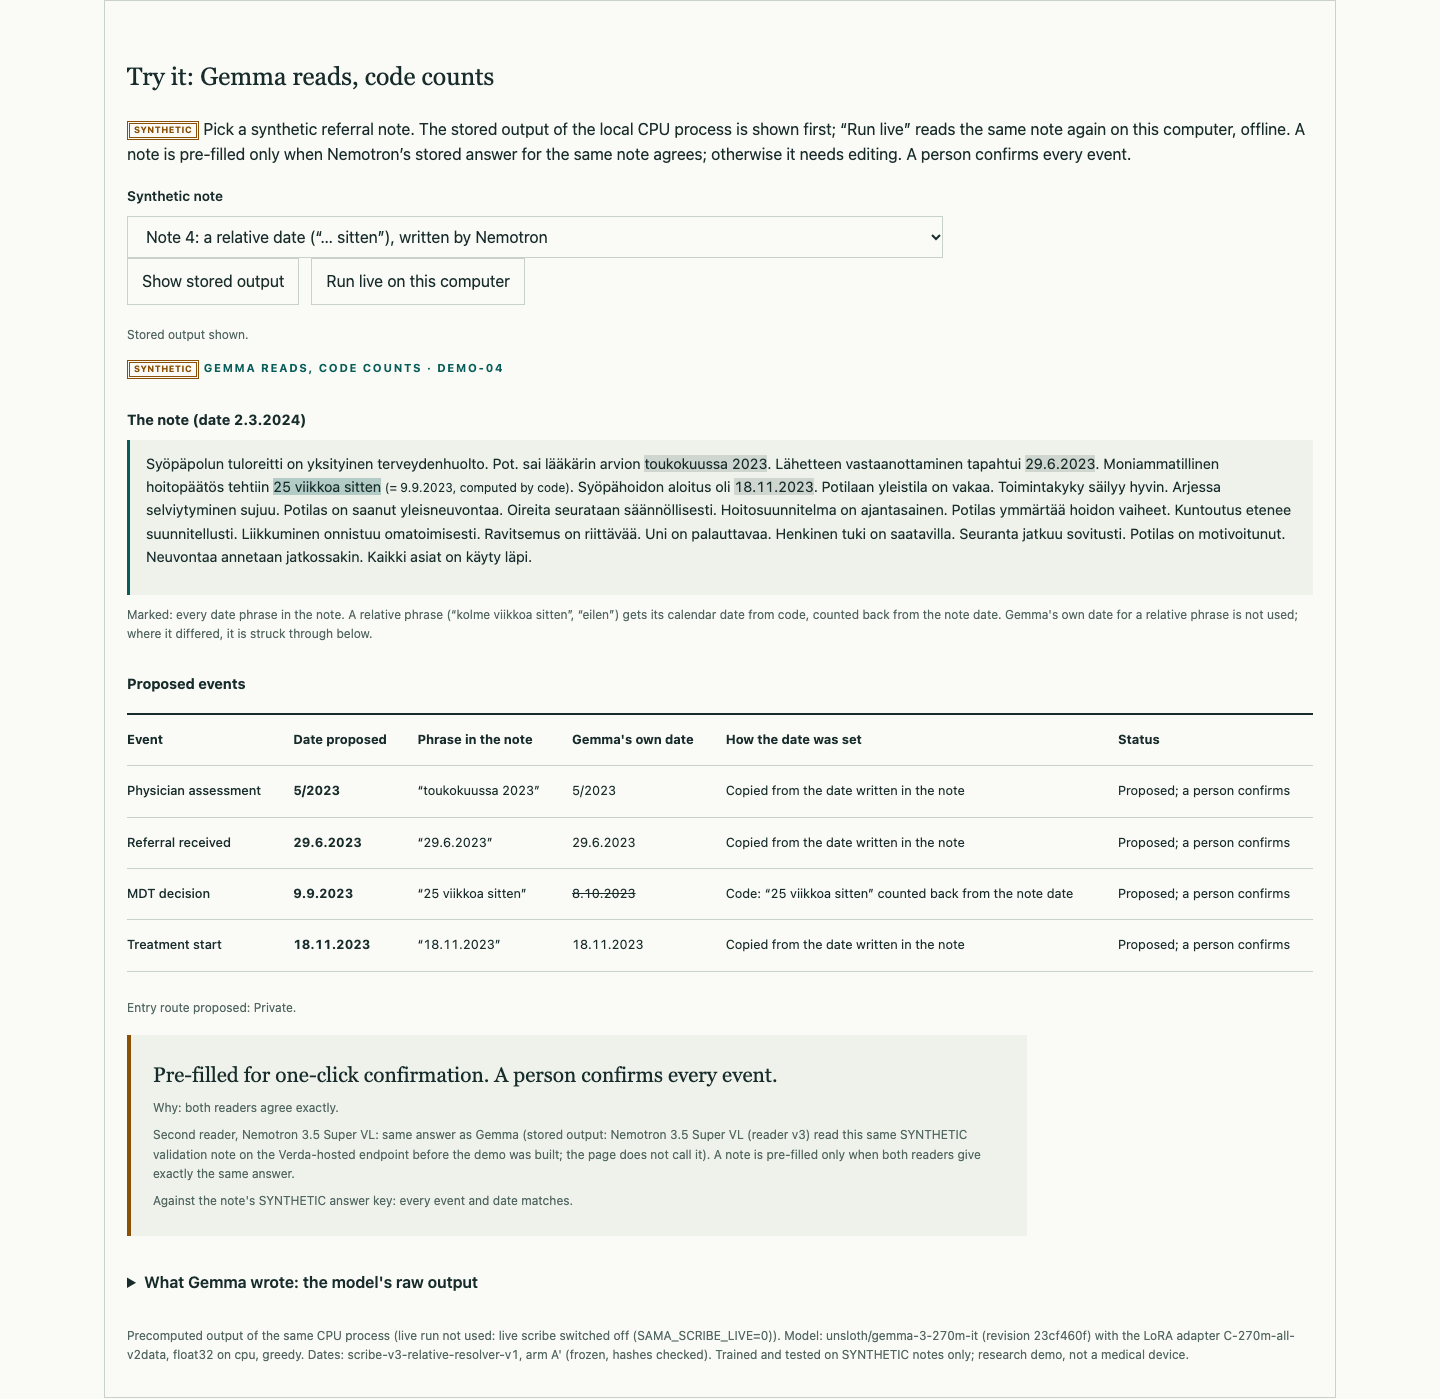 Try it: Gemma reads, code counts
SYNTHETIC Pick a synthetic referral note. The stored output of the local CPU process is shown first; “Run live” reads the same note again on this computer, offline. A
note is pre-filled only when Nemotron’s stored answer for the same note agrees; otherwise it needs editing. A person confirms every event.
Synthetic note
Note 4: a relative date (“… sitten”), written by Nemotron
Show stored output Run live on this computer
Stored output shown.
SYNTHETIC GEMMA READS, CODE COUNTS · DEMO-04
The note (date 2.3.2024)
Syöpäpolun tuloreitti on yksityinen terveydenhuolto. Pot. sai lääkärin arvion toukokuussa 2023. Lähetteen vastaanottaminen tapahtui 29.6.2023. Moniammatillinen
hoitopäätös tehtiin 25 viikkoa sitten (= 9.9.2023, computed by code). Syöpähoidon aloitus oli 18.11.2023. Potilaan yleistila on vakaa. Toimintakyky säilyy hyvin. Arjessa
selviytyminen sujuu. Potilas on saanut yleisneuvontaa. Oireita seurataan säännöllisesti. Hoitosuunnitelma on ajantasainen. Potilas ymmärtää hoidon vaiheet. Kuntoutus etenee
suunnitellusti. Liikkuminen onnistuu omatoimisesti. Ravitsemus on riittävää. Uni on palauttavaa. Henkinen tuki on saatavilla. Seuranta jatkuu sovitusti. Potilas on motivoitunut.
Neuvontaa annetaan jatkossakin. Kaikki asiat on käyty läpi.
Marked: every date phrase in the note. A relative phrase (“kolme viikkoa sitten”, “eilen”) gets its calendar date from code, counted back from the note date. Gemma's own date for a relative phrase is not used;
where it differed, it is struck through below.
Proposed events
Event Date proposed Phrase in the note Gemma's own date How the date was set Status
Physician assessment 5/2023 “toukokuussa 2023” 5/2023 Copied from the date written in the note Proposed; a person confirms
Referral received 29.6.2023 “29.6.2023” 29.6.2023 Copied from the date written in the note Proposed; a person confirms
MDT decision 9.9.2023 “25 viikkoa sitten” 8.10.2023 Code: “25 viikkoa sitten” counted back from the note date Proposed; a person confirms
Treatment start 18.11.2023 “18.11.2023” 18.11.2023 Copied from the date written in the note Proposed; a person confirms
Entry route proposed: Private.
Pre-filled for one-click confirmation. A person confirms every event.
Why: both readers agree exactly.
Second reader, Nemotron 3.5 Super VL: same answer as Gemma (stored output: Nemotron 3.5 Super VL (reader v3) read this same SYNTHETIC
validation note on the Verda-hosted endpoint before the demo was built; the page does not call it). A note is pre-filled only when both readers give
exactly the same answer.
Against the note's SYNTHETIC answer key: every event and date matches.
What Gemma wrote: the model's raw output
Precomputed output of the same CPU process (live run not used: live scribe switched off (SAMA_SCRIBE_LIVE=0)). Model: unsloth/gemma-3-270m-it (revision 23cf460f) with the LoRA adapter C-270m-all-
v2data, float32 on cpu, greedy. Dates: scribe-v3-relative-resolver-v1, arm A' (frozen, hashes checked). Trained and tested on SYNTHETIC notes only; research demo, not a medical device.